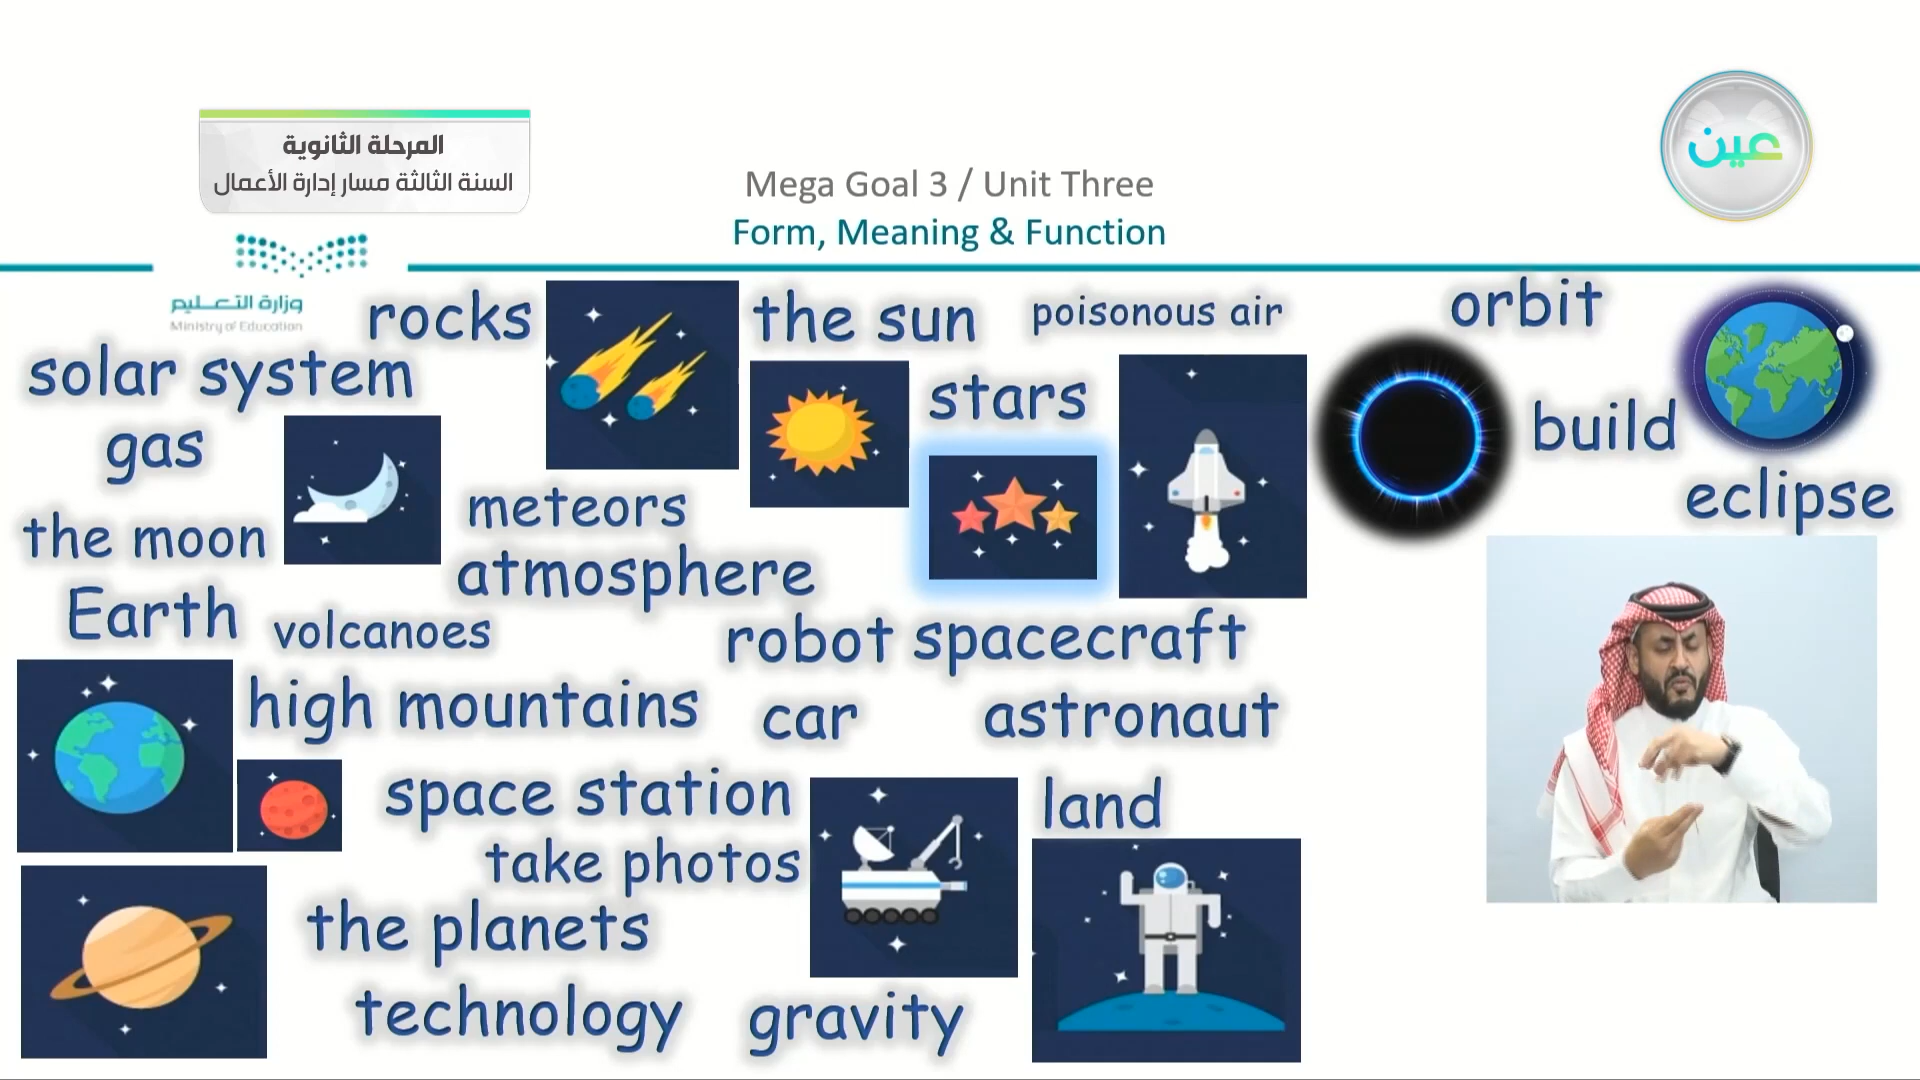 المرحلة الثانوية
السنة الثالثة مسار إدارة الأعمال
عين
Mega Goal 3 / Unit Three
Form, Meaning & Function
وزارة التعليم
Ministry of Education
rocks
the sun
poisonous air
orbit
solar system
stars
build
gas
eclipse
the moon
meteors
atmosphere
Earth
volcanoes
robot
spacecraft
high mountains
car
astronaut
space station
land
take photos
the planets
technology
gravity